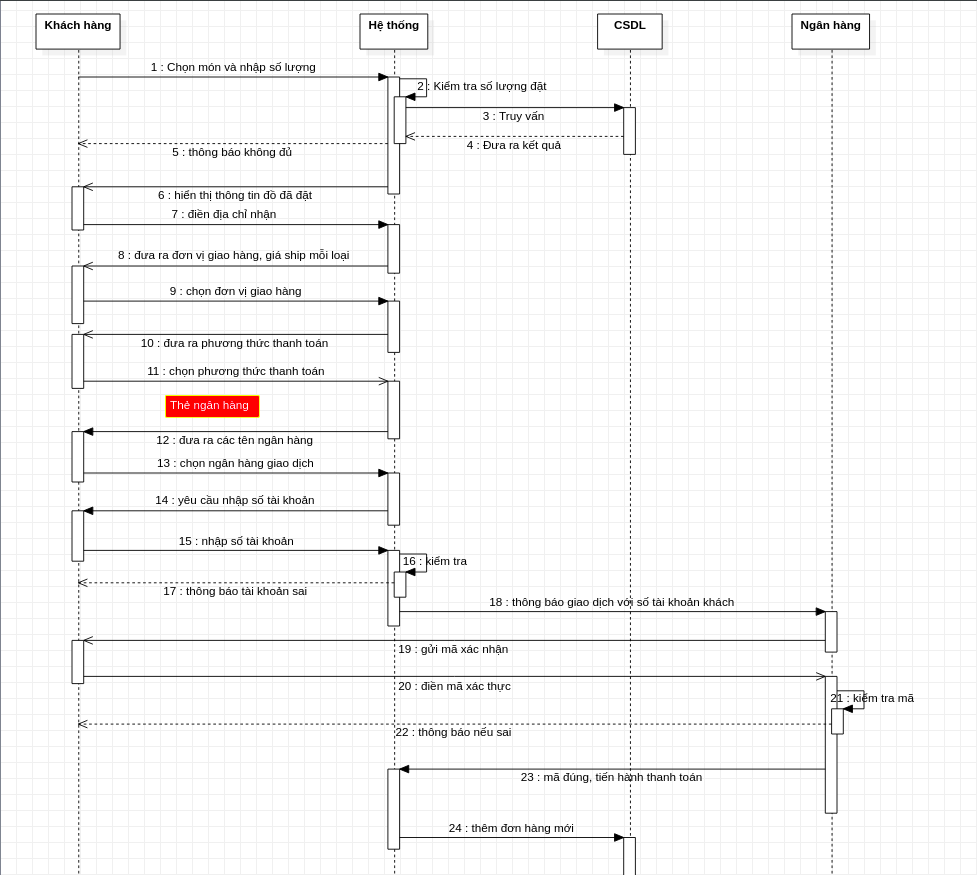 Khách hàng
Hệ thống
CSDL
Ngân hàng
1 : Chọn món và nhập số lượng
2 : Kiểm tra số lượng đặt
3 : Truy vấn
4 : Đưa ra kết quả
5 : thông báo không đủ
6 : hiển thị thông tin đồ đã đặt
7 : điền địa chỉ nhận
8 : đưa ra đơn vị giao hàng, giá ship mỗi loại
9 : chọn đơn vị giao hàng
10 : đưa ra phương thức thanh toán
11 : chọn phương thức thanh toán
Thẻ ngân hàng
12 : đưa ra các tên ngân hàng
13 : chọn ngân hàng giao dịch
14 : yêu cầu nhập số tài khoản
15 : nhập số tài khoản
16 : kiểm tra
17 : thông báo tài khoản sai
18 : thông báo giao dịch với số tài khoản khách
19 : gửi mã xác nhận
20 : điền mã xác thực
21 : kiểm tra mã
22 : thông báo nếu sai
23 : mã đúng, tiến hành thanh toán
24 : thêm đơn hàng mới